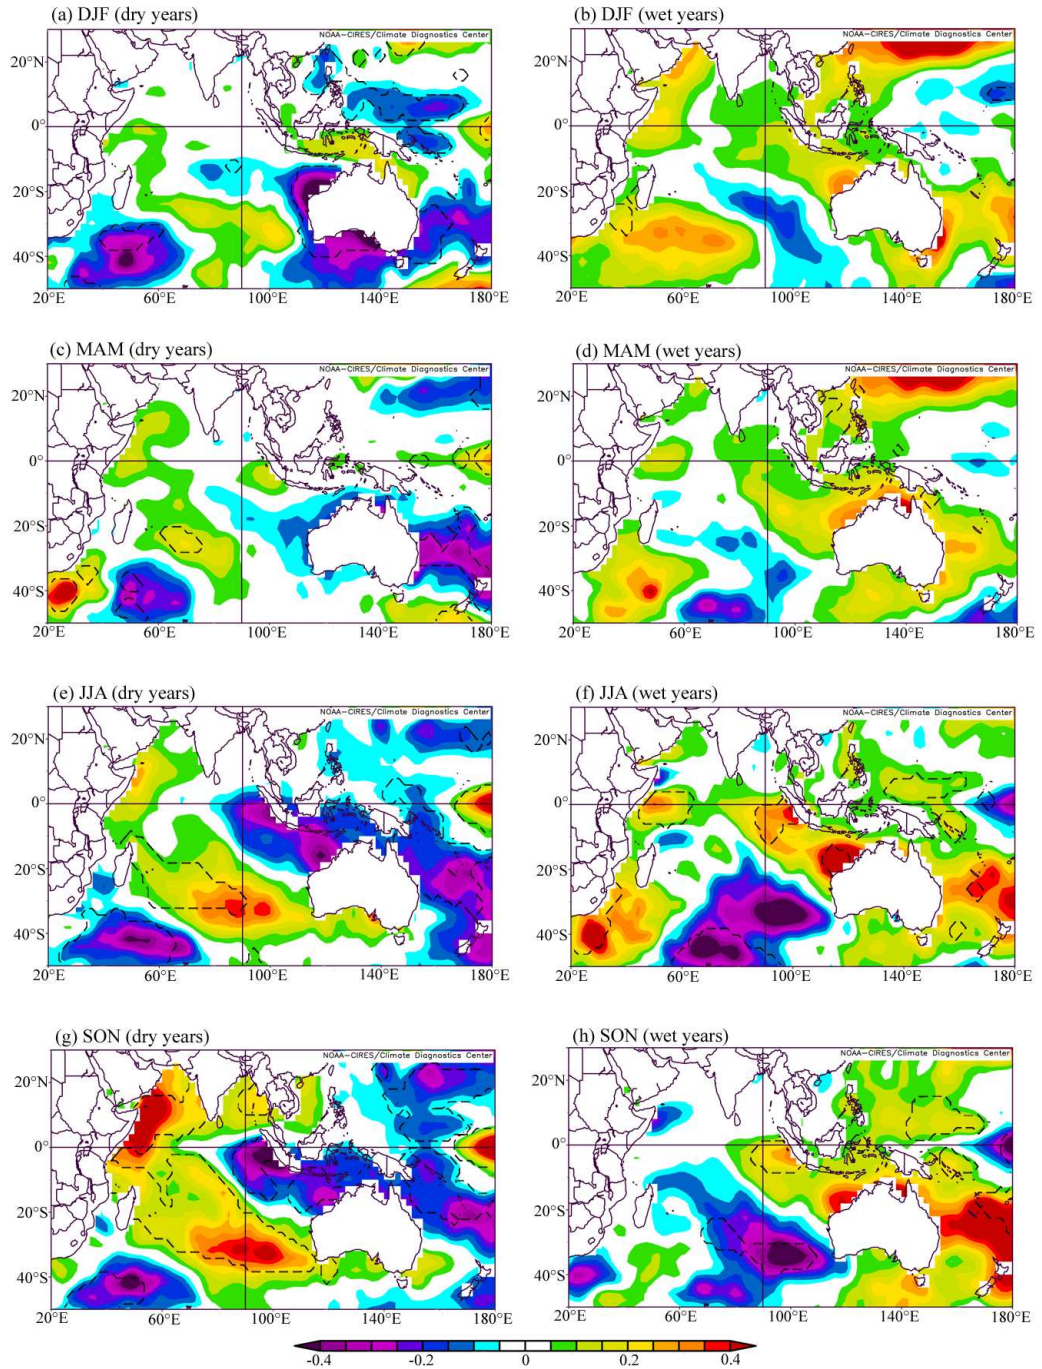 (a) DJF (dry years)
(b) DJF (wet years)
NOAA-CIRES/Climate Diagnostics Center
NOAA-CIRES/Climate Diagnostics Center
20°N
0°
20°S
40°S
20°E 60°E 100°E 140°E 180°E
20°N
0°
20°S
40°S
20°E 60°E 100°E 140°E 180°E
(c) MAM (dry years)
(d) MAM (wet years)
NOAA-CIRES/Climate Diagnostics Center
NOAA-CIRES/Climate Diagnostics Center
20°N
0°
20°S
40°S
20°E 60°E 100°E 140°E 180°E
20°N
0°
20°S
40°S
20°E 60°E 100°E 140°E 180°E
(e) JJA (dry years)
(f) JJA (wet years)
NOAA-CIRES/Climate Diagnostics Center
NOAA-CIRES/Climate Diagnostics Center
20°N
0°
20°S
40°S
20°E 60°E 100°E 140°E 180°E
20°N
0°
20°S
40°S
20°E 60°E 100°E 140°E 180°E
(g) SON (dry years)
(h) SON (wet years)
NOAA-CIRES/Climate Diagnostics Center
NOAA-CIRES/Climate Diagnostics Center
20°N
0°
20°S
40°S
20°E 60°E 100°E 140°E 180°E
20°N
0°
20°S
40°S
20°E 60°E 100°E 140°E 180°E
-0.4 -0.2 0 0.2 0.4